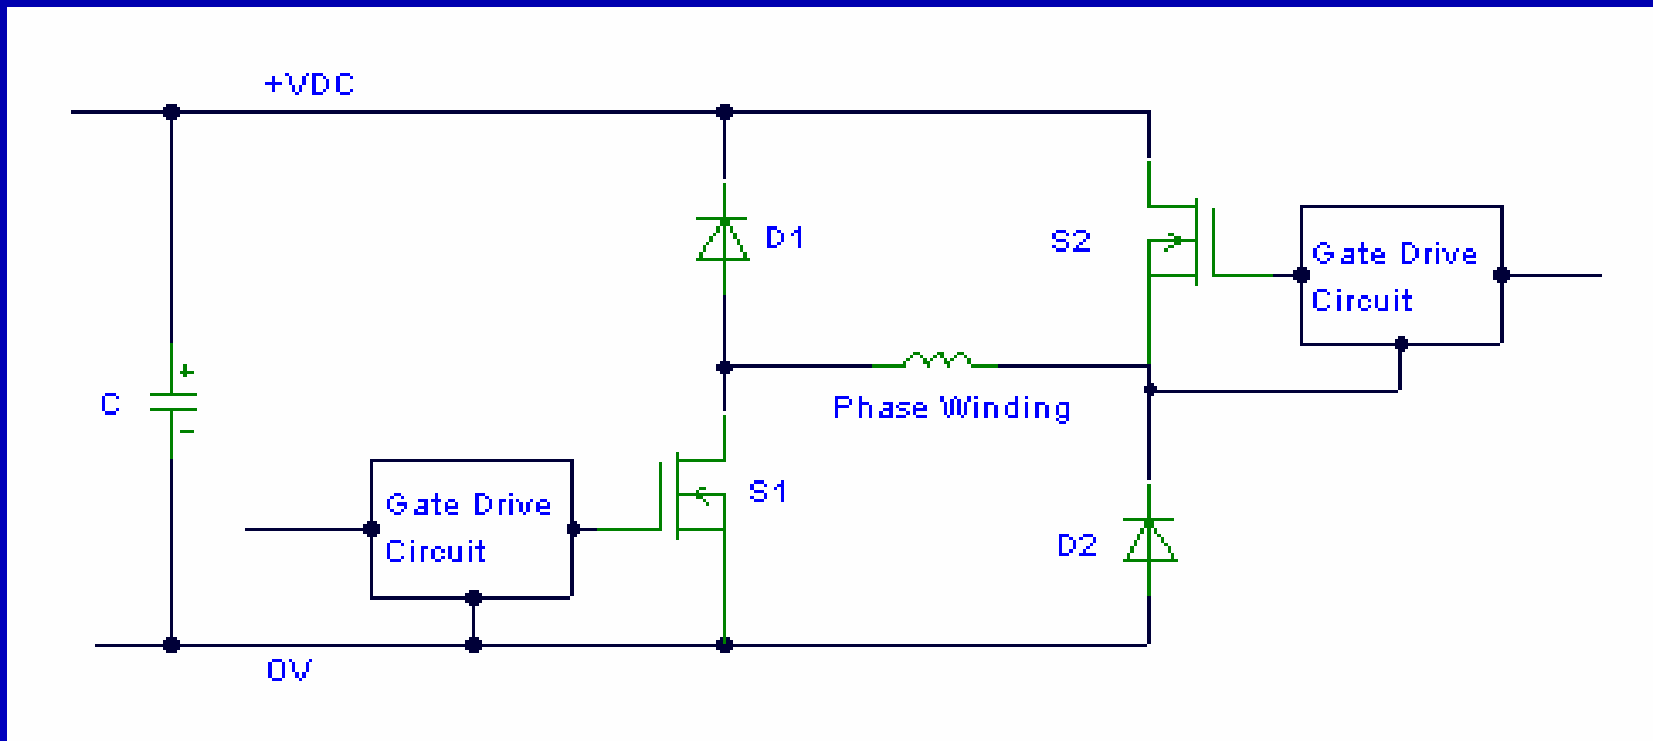 +VDC
D1
S2
Gate Drive
Circuit
+
C
-
Phase Winding
Gate Drive
Circuit
S1
D2
0V